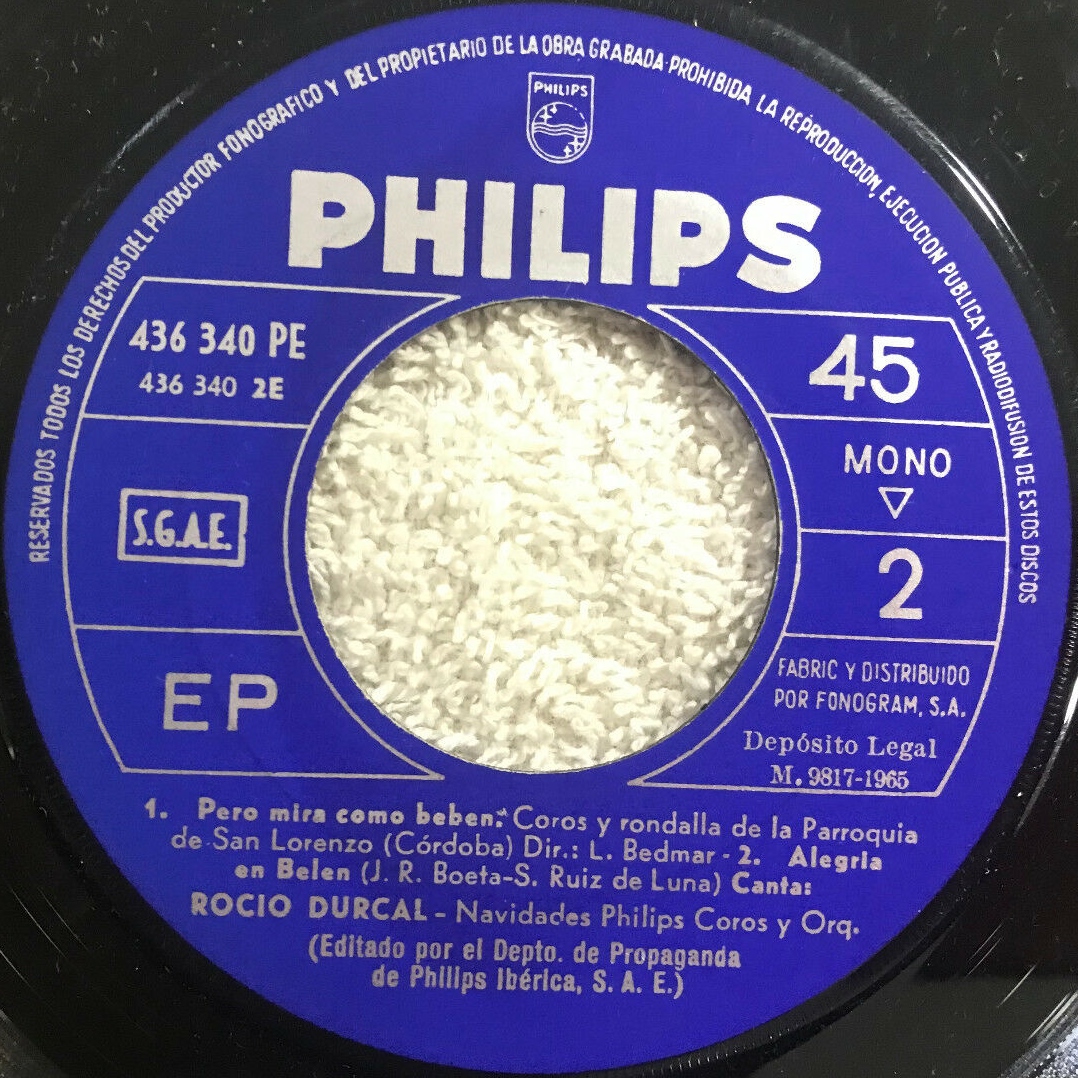 RESERVADOS TODOS LOS DERECHOS DEL PRODUCTOR FONOGRAFICO Y DEL PROPIETARIO DE LA OBRA GRABADA·PROHIBIDA LA REPRODUCCION, EJECUCION PUBLICA Y RADIODIFUSION DE ESTOS DISCOS
PHILIPS
PHILIPS
436 340 PE
436 340 2E
S.G.A.E.
EP
45
MONO
2
FABRIC Y DISTRIBUIDO
POR FONOGRAM, S.A.
Depósito Legal
M. 9817-1965
1. Pero mira como beben: Coros y rondalla de la Parroquia
de San Lorenzo (Córdoba) Dir.: L. Bedmar - 2. Alegria
en Belen (J. R. Boeta-S. Ruiz de Luna) Canta:
ROCIO DURCAL - Navidades Philips Coros y Orq.
(Editado por el Depto. de Propaganda
de Philips Ibérica, S. A. E.)